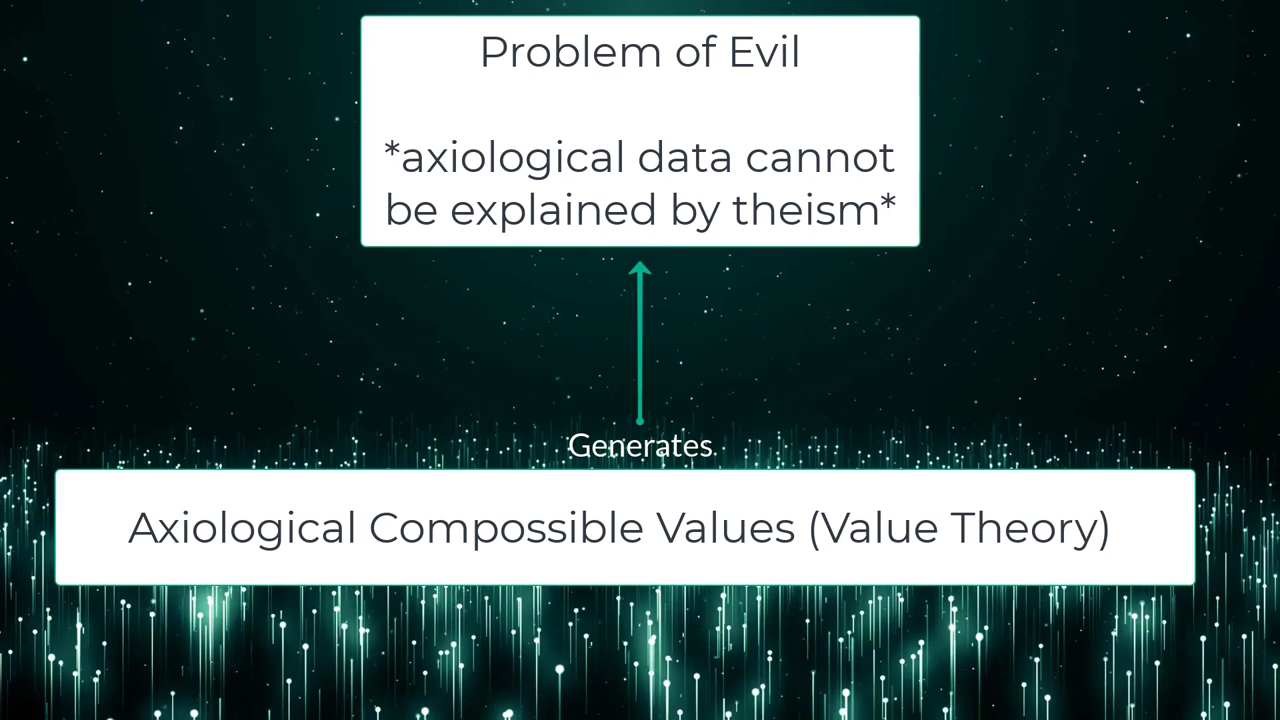 Problem of Evil
*axiological data cannot
be explained by theism*
Generates
Axiological Compossible Values (Value Theory)